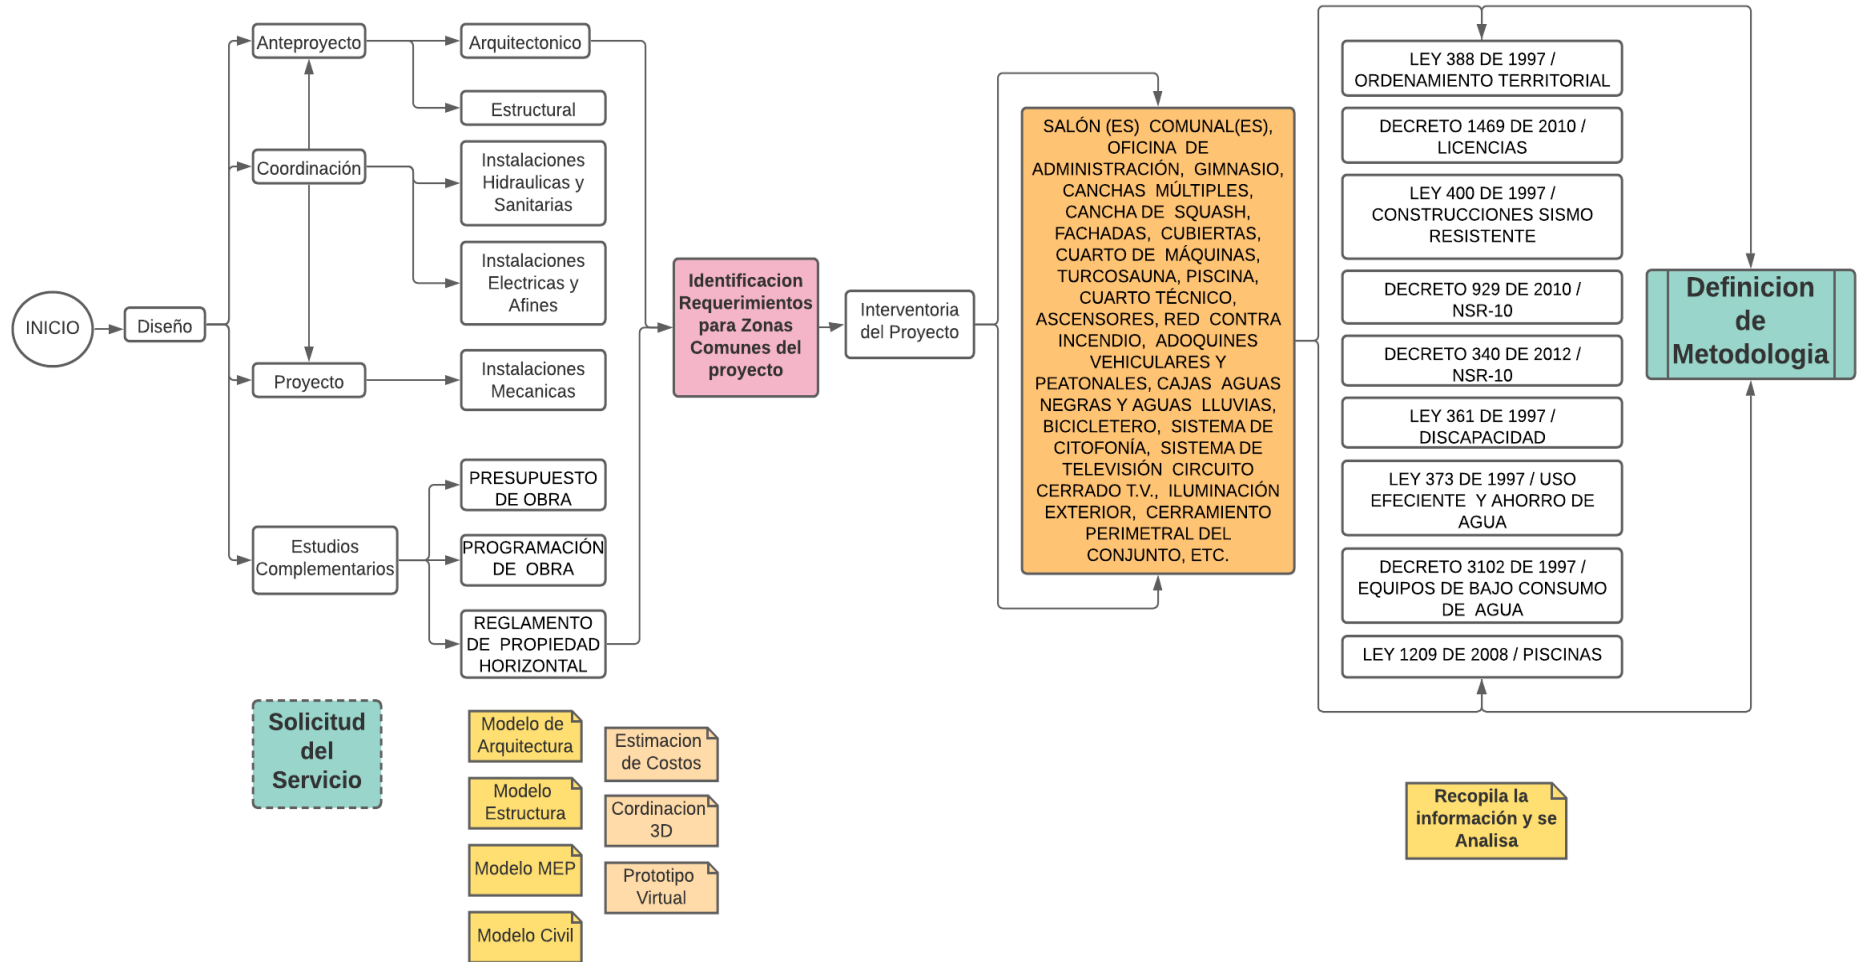 INICIO
Diseño
Anteproyecto
Coordinación
Proyecto
Estudios
Complementarios
Arquitectonico
Estructural
Instalaciones
Hidraulicas y
Sanitarias
Instalaciones
Electricas y
Afines
Instalaciones
Mecanicas
PRESUPUESTO
DE OBRA
PROGRAMACIÓN
DE OBRA
REGLAMENTO
DE PROPIEDAD
HORIZONTAL
Identificacion
Requerimientos
para Zonas
Comunes del
proyecto
Interventoria
del Proyecto
SALÓN (ES) COMUNAL(ES),
OFICINA DE
ADMINISTRACIÓN, GIMNASIO,
CANCHAS MÚLTIPLES,
CANCHA DE SQUASH,
FACHADAS, CUBIERTAS,
CUARTO DE MÁQUINAS,
TURCOSAUNA, PISCINA,
CUARTO TÉCNICO,
ASCENSORES, RED CONTRA
INCENDIO, ADOQUINES
VEHICULARES Y
PEATONALES, CAJAS AGUAS
NEGRAS Y AGUAS LLUVIAS,
BICICLETERO, SISTEMA DE
CITOFONÍA, SISTEMA DE
TELEVISIÓN CIRCUITO
CERRADO T.V., ILUMINACIÓN
EXTERIOR, CERRAMIENTO
PERIMETRAL DEL
CONJUNTO, ETC.
LEY 388 DE 1997 /
ORDENAMIENTO TERRITORIAL
DECRETO 1469 DE 2010 /
LICENCIAS
LEY 400 DE 1997 /
CONSTRUCCIONES SISMO
RESISTENTE
DECRETO 929 DE 2010 /
NSR-10
DECRETO 340 DE 2012 /
NSR-10
LEY 361 DE 1997 /
DISCAPACIDAD
LEY 373 DE 1997 / USO
EFECIENTE Y AHORRO DE
AGUA
DECRETO 3102 DE 1997 /
EQUIPOS DE BAJO CONSUMO
DE AGUA
LEY 1209 DE 2008 / PISCINAS
Definicion
de
Metodologia
Solicitud
del
Servicio
Modelo de
Arquitectura
Modelo
Estructura
Modelo MEP
Modelo Civil
Estimacion
de Costos
Cordinacion
3D
Prototipo
Virtual
Recopila la
información y se
Analisa